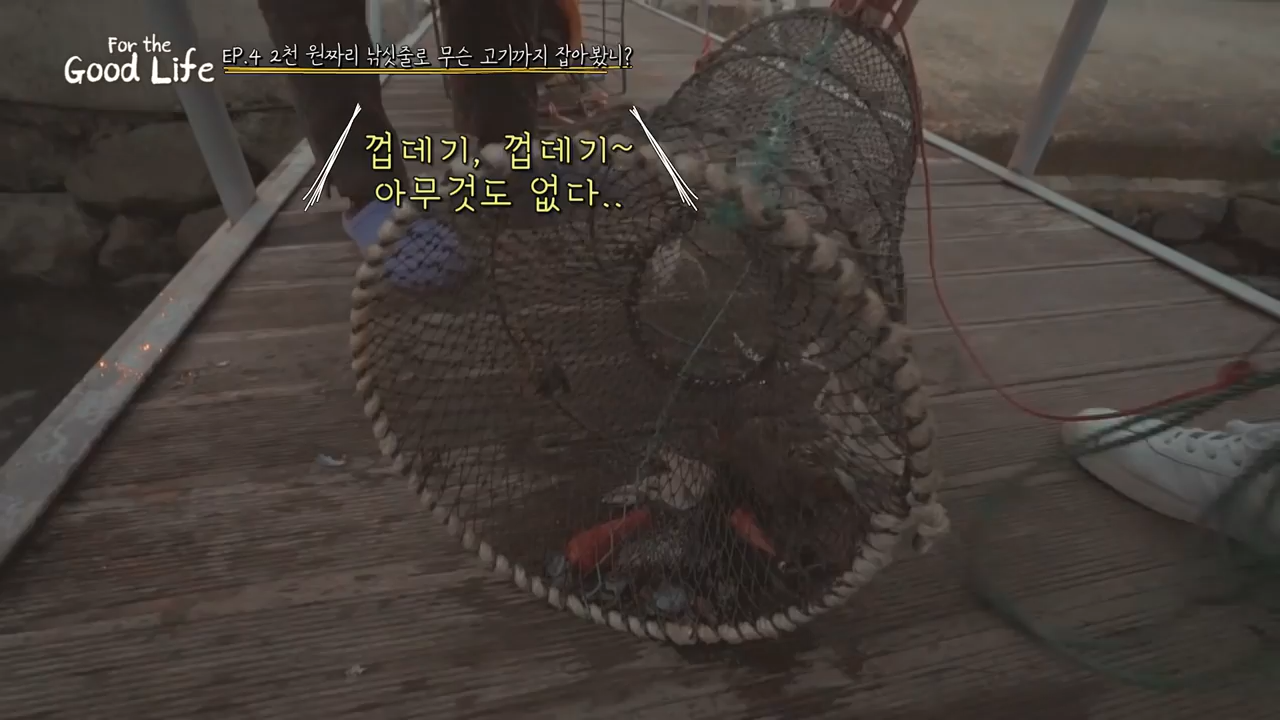 For the
Good Life
EP.4 2천 원짜리 낚싯줄로 무슨 고기까지 잡아봤니?
껍데기, 껍데기~
아무것도 없다..